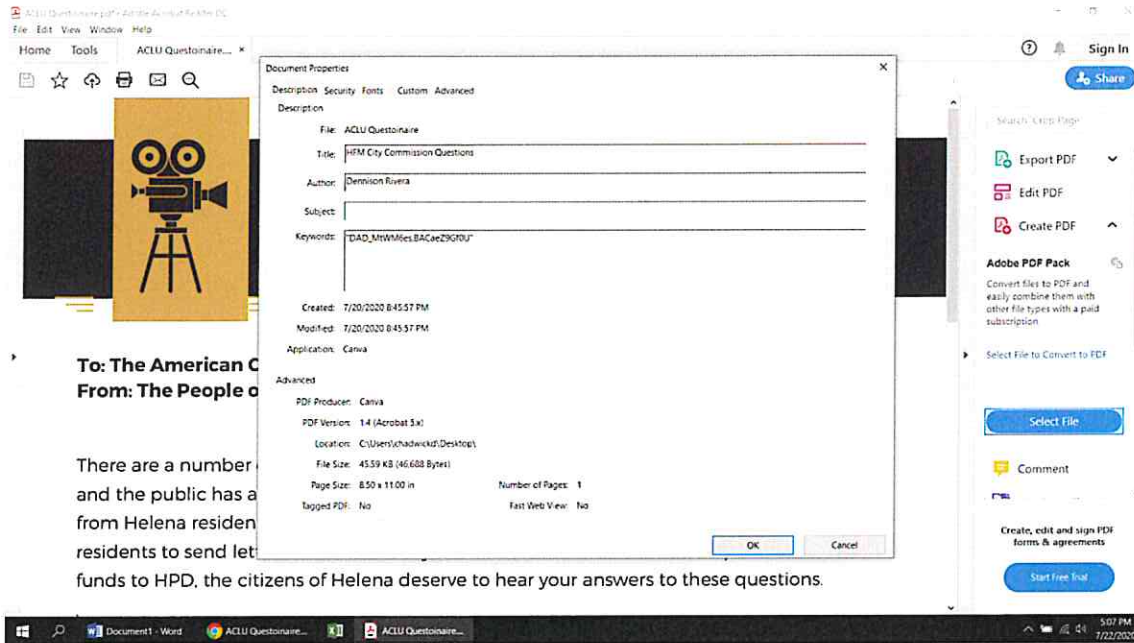 ACLU Questionaire.pdf - Adobe Acrobat Reader DC
File Edit View Window Help
Home Tools ACLU Questoinaire... ×
Sign In
Share
Document Properties ×
Description Security Fonts Custom Advanced
Description
File: ACLU Questoinaire
Title: HFM City Commission Questions
Author: Dennison Rivera
Subject:
Keywords: "DAD_MtWM6es,BACaeZ9Gf0U"
Created: 7/20/2020 8:45:57 PM
Modified: 7/20/2020 8:45:57 PM
Application: Canva
Advanced
PDF Producer: Canva
PDF Version: 1.4 (Acrobat 5.x)
Location: C:\Users\chadwickd\Desktop\
File Size: 45.59 KB (46,688 Bytes)
Page Size: 8.50 x 11.00 in Number of Pages: 1
Tagged PDF: No Fast Web View: No
OK Cancel
To: The American C
From: The People o
There are a number
and the public has a
from Helena residen
residents to send let
funds to HPD, the citizens of Helena deserve to hear your answers to these questions.
Search 'Crop Page'
Export PDF
Edit PDF
Create PDF
Adobe PDF Pack
Convert files to PDF and
easily combine them with
other file types with a paid
subscription
Select File to Convert to PDF
Select File
Comment
Create, edit and sign PDF
forms & agreements
Start Free Trial
Document1 - Word ACLU Questoinaire... ACLU Questoinaire...
5:07 PM
7/22/2020